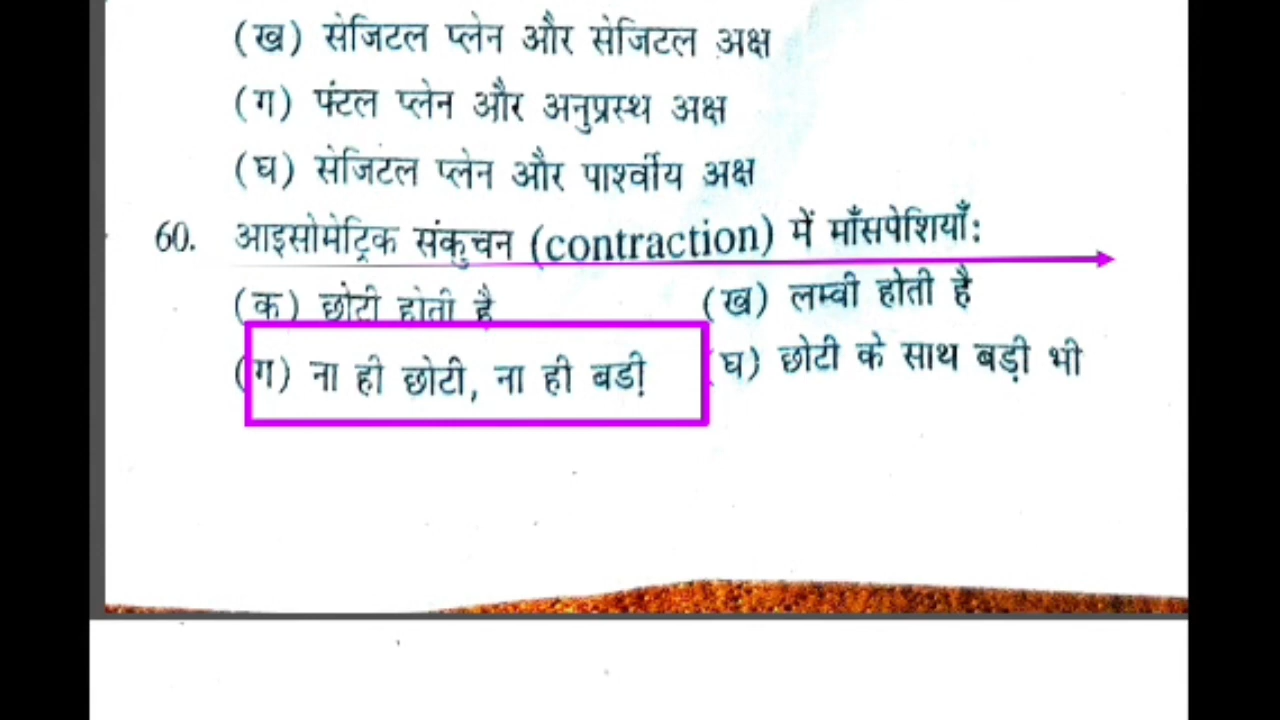 (ख) सेजिटल प्लेन और सेजिटल अक्ष
(ग) फंटल प्लेन और अनुप्रस्थ अक्ष
(घ) सेजिटल प्लेन और पार्श्वीय अक्ष
60. आइसोमेट्रिक संकुचन (contraction) में माँसपेशियाँ:
(क) छोटी होती है (ख) लम्बी होती है
(ग) ना ही छोटी, ना ही बडी़ (घ) छोटी के साथ बड़ी भी